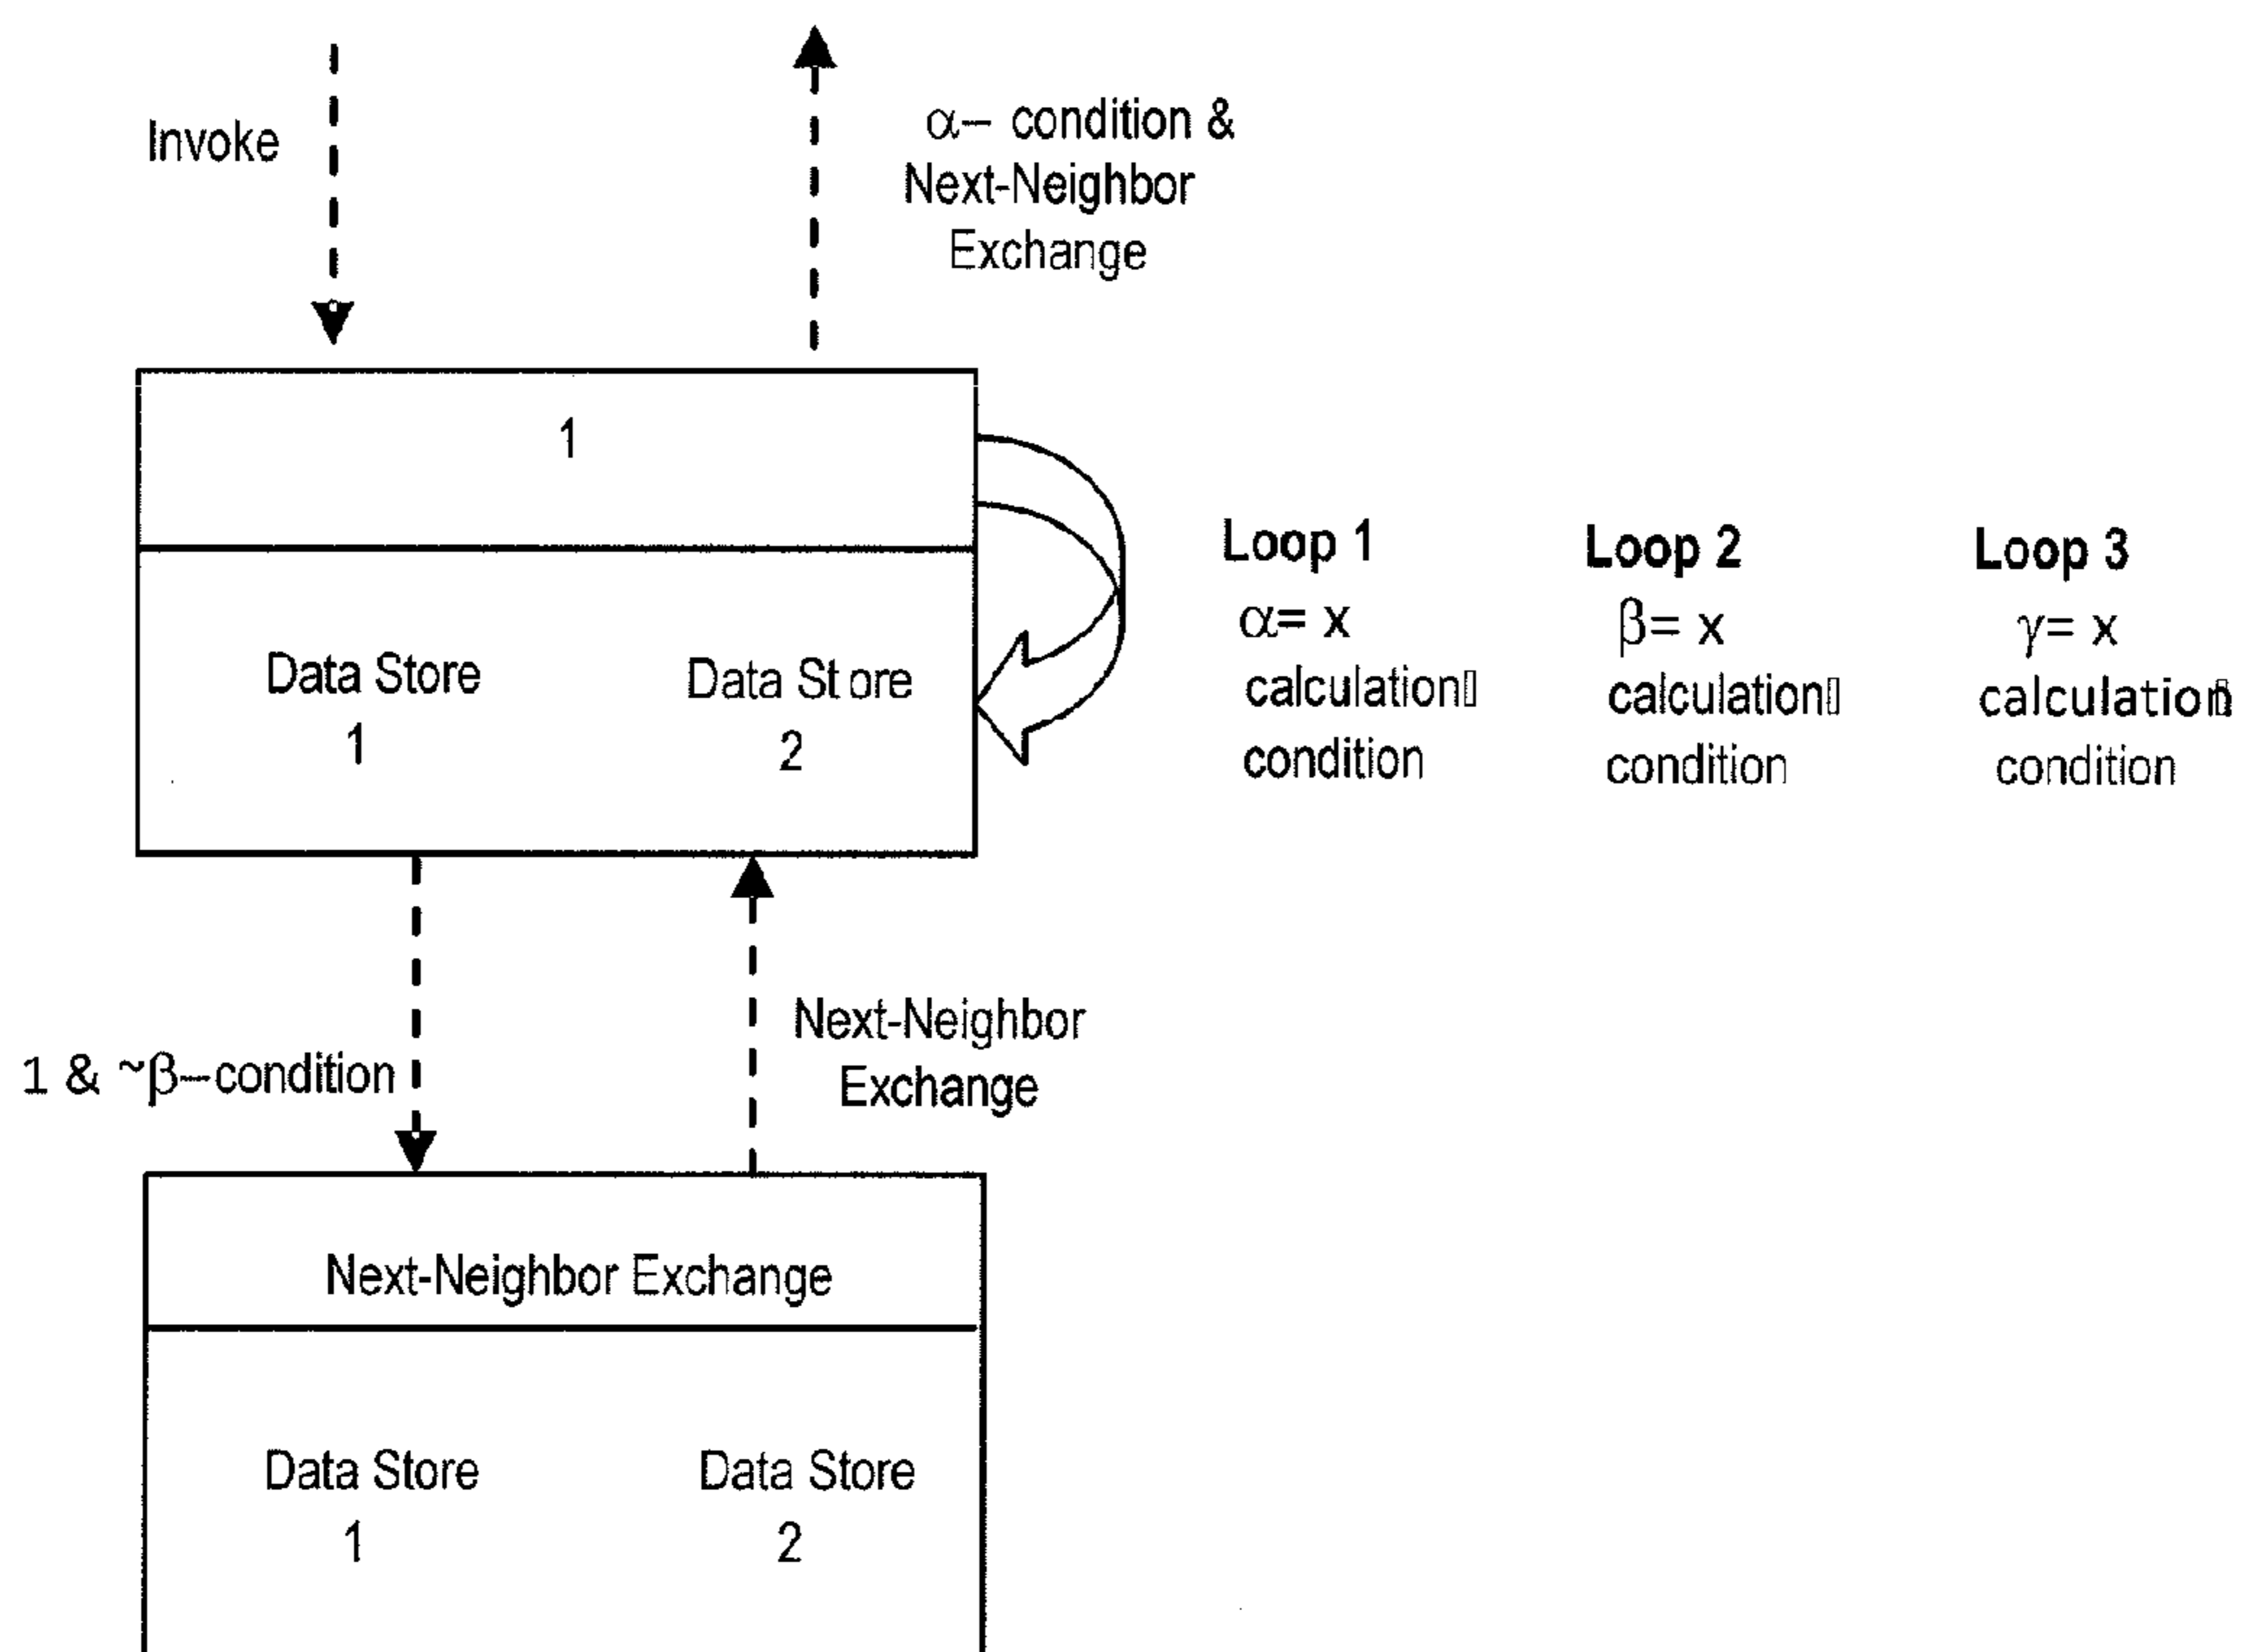 Invoke
α– condition &
Next-Neighbor
Exchange
1
Data Store
1
Data Store
2
Loop 1
α= x
calculation▯
condition
Loop 2
β= x
calculation▯
condition
Loop 3
γ= x
calculation▯
condition
1 & ~β–condition
Next-Neighbor
Exchange
Next-Neighbor Exchange
Data Store
1
Data Store
2